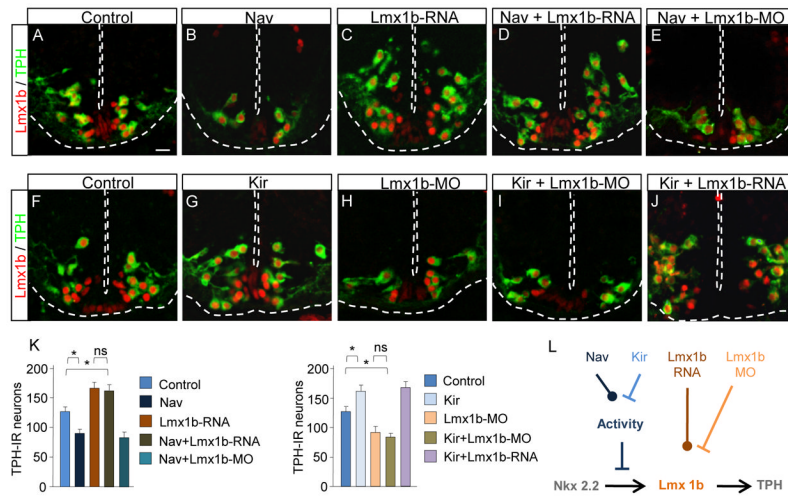 Control Nav Lmx1b-RNA Nav + Lmx1b-RNA Nav + Lmx1b-MO
Lmx1b / TPH
A B C D E
Control Kir Lmx1b-MO Kir + Lmx1b-MO Kir + Lmx1b-RNA
Lmx1b / TPH
F G H I J
K
TPH-IR neurons
200
150
100
50
0
* * ns
Control
Nav
Lmx1b-RNA
Nav+Lmx1b-RNA
Nav+Lmx1b-MO
TPH-IR neurons
200
150
100
50
0
* * ns
Control
Kir
Lmx1b-MO
Kir+Lmx1b-MO
Kir+Lmx1b-RNA
L
Nav Kir Lmx1b RNA Lmx1b MO
Activity
Nkx 2.2 Lmx 1b TPH